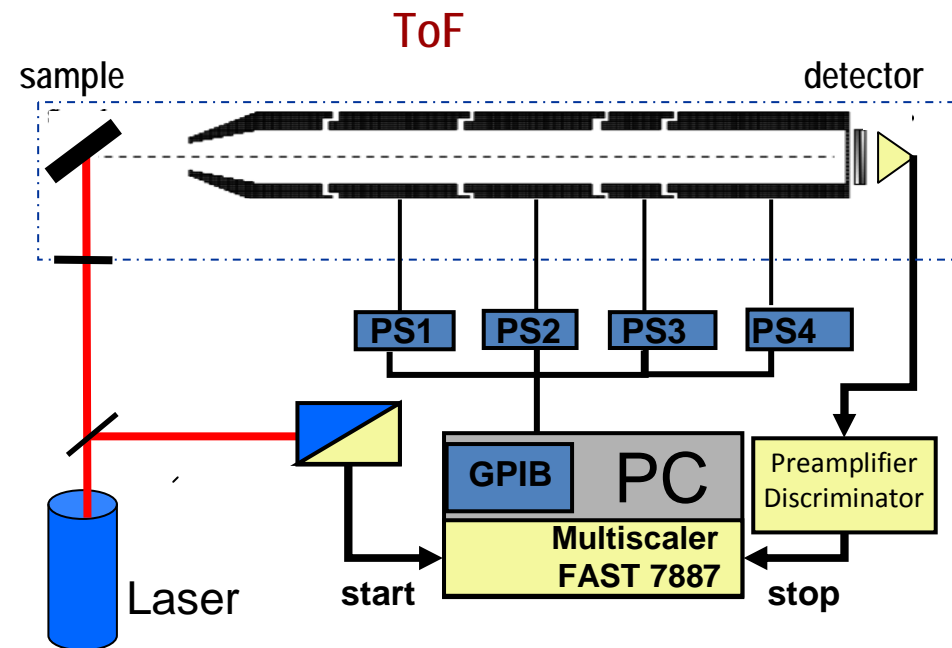 ToF
sample
detector
PS1
PS2
PS3
PS4
GPIB
PC
Preamplifier
Discriminator
Multiscaler
FAST 7887
start
stop
Laser